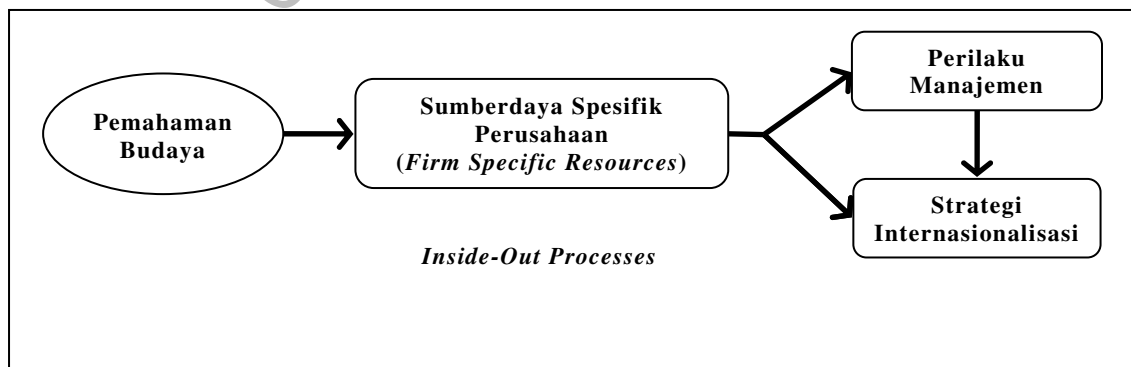 Pemahaman
Budaya
Sumberdaya Spesifik
Perusahaan
(Firm Specific Resources)
Perilaku
Manajemen
Strategi
Internasionalisasi
Inside-Out Processes